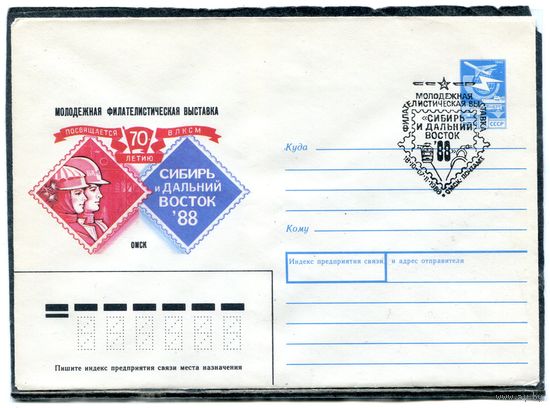 МОЛОДЕЖНАЯ ФИЛАТЕЛИСТИЧЕСКАЯ ВЫСТАВКА
ПОСВЯЩАЕТСЯ 70 ВЛКСМ
ЛЕТИЮ
СИБИРЬ
И ДАЛЬНИЙ
ВОСТОК
'88
ОМСК
СССР
МОЛОДЕЖНАЯ
ФИЛАТЕЛИСТИЧЕСКАЯ ВЫСТАВКА
«СИБИРЬ
И ДАЛЬНИЙ
ВОСТОК
'88
ОМСК ПОЧТАМТ
Куда
Кому
Индекс предприятия связи и адрес отправителя
Пишите индекс предприятия связи места назначения